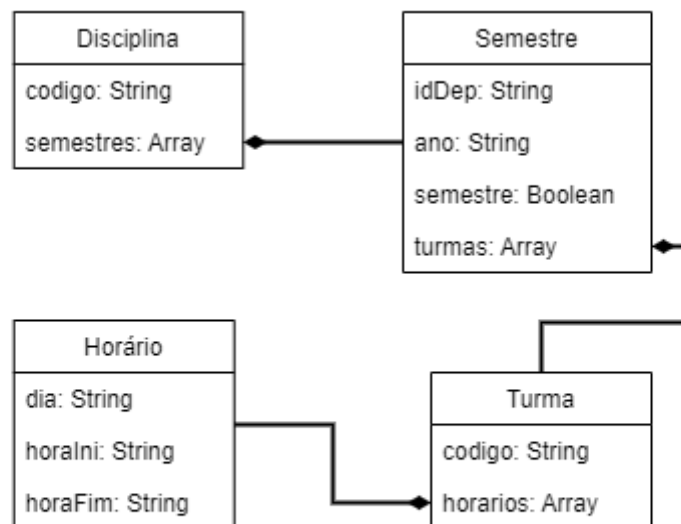 Disciplina
codigo: String
semestres: Array
Semestre
idDep: String
ano: String
semestre: Boolean
turmas: Array
Horário
dia: String
horaIni: String
horaFim: String
Turma
codigo: String
horarios: Array